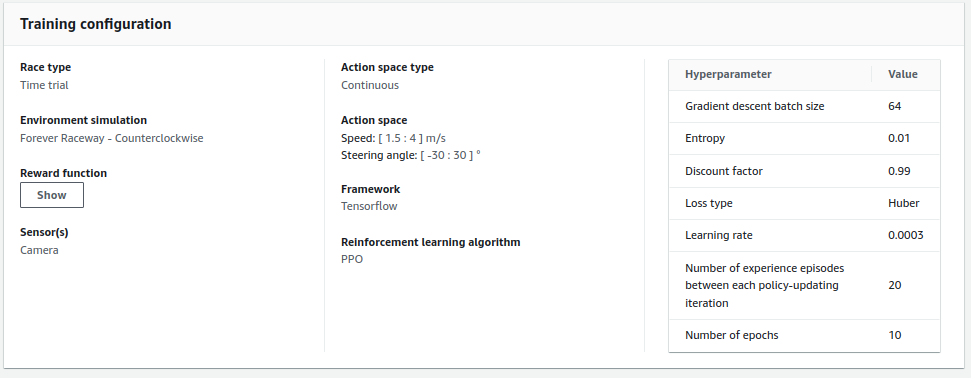 Training configuration
Race type
Time trial
Environment simulation
Forever Raceway - Counterclockwise
Reward function
Show
Sensor(s)
Camera
Action space type
Continuous
Action space
Speed: [ 1.5 : 4 ] m/s
Steering angle: [ -30 : 30 ] °
Framework
Tensorflow
Reinforcement learning algorithm
PPO
Hyperparameter Value
Gradient descent batch size 64
Entropy 0.01
Discount factor 0.99
Loss type Huber
Learning rate 0.0003
Number of experience episodes
between each policy-updating 20
iteration
Number of epochs 10